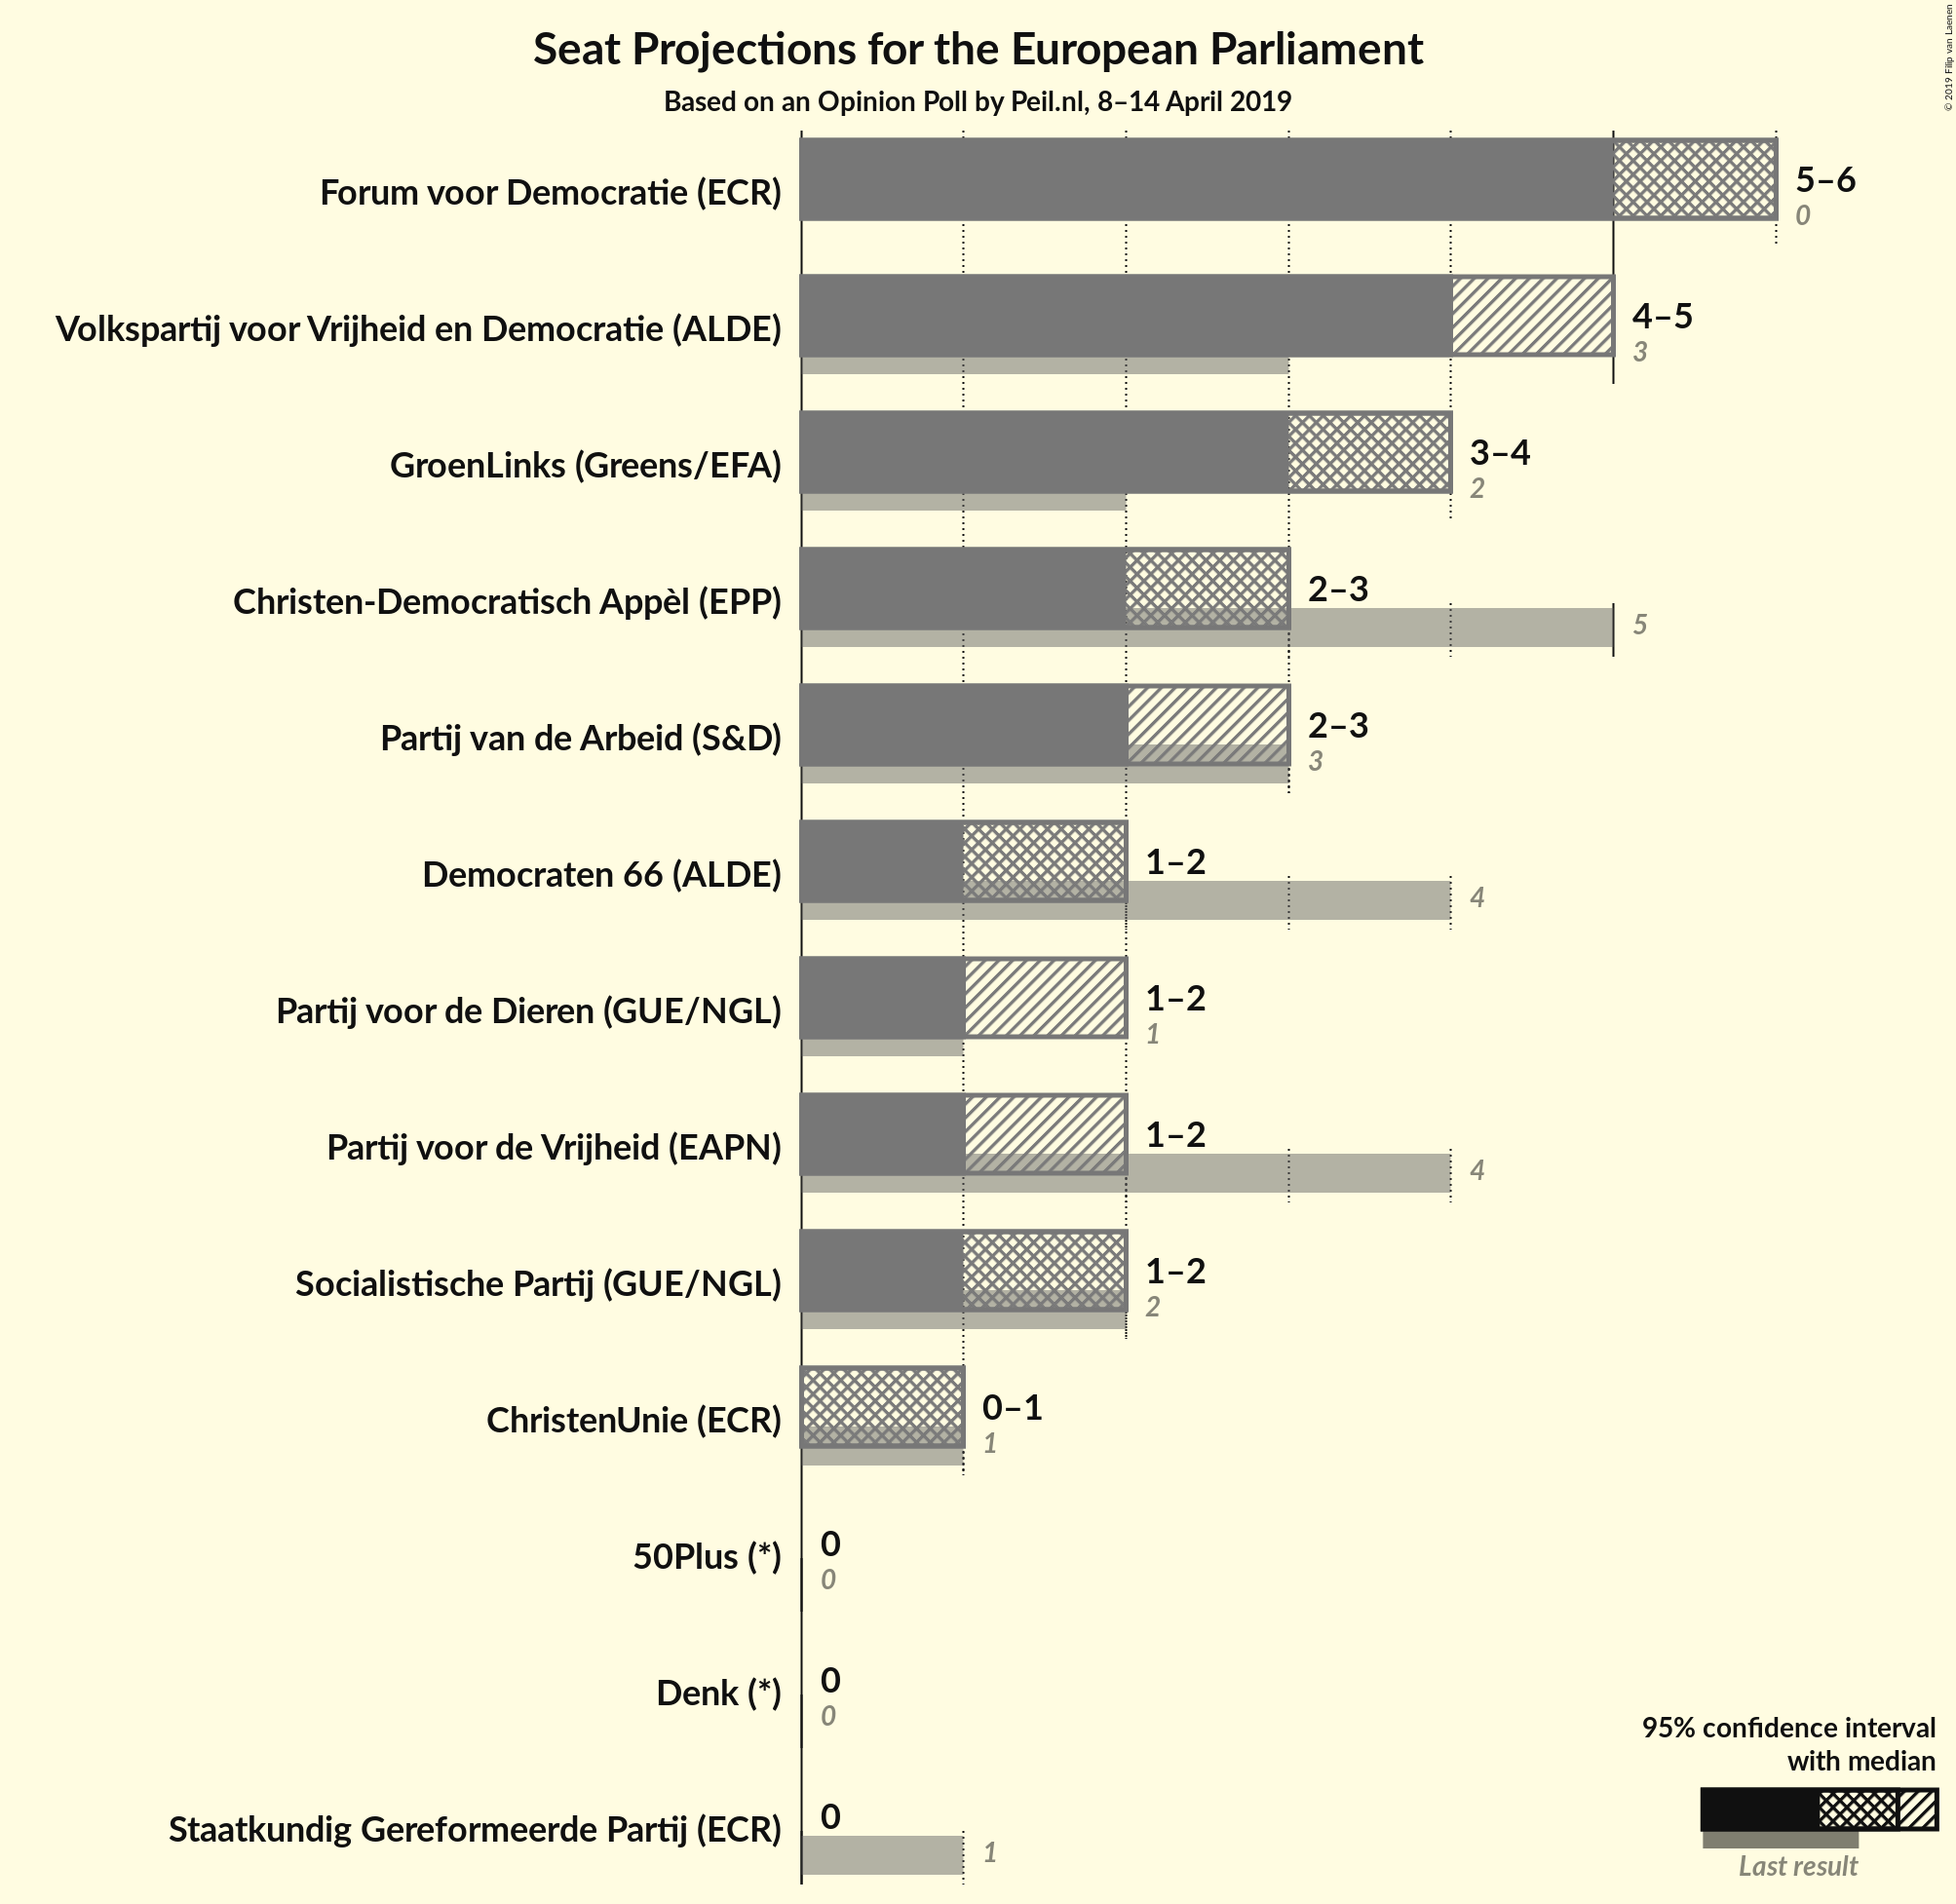 Seat Projections for the European Parliament
Based on an Opinion Poll by Peil.nl, 8–14 April 2019
© 2019 Filip van Laenen
Forum voor Democratie (ECR)
5–6
0
Volkspartij voor Vrijheid en Democratie (ALDE)
4–5
3
GroenLinks (Greens/EFA)
3–4
2
Christen-Democratisch Appèl (EPP)
2–3
5
Partij van de Arbeid (S&D)
2–3
3
Democraten 66 (ALDE)
1–2
4
Partij voor de Dieren (GUE/NGL)
1–2
1
Partij voor de Vrijheid (EAPN)
1–2
4
Socialistische Partij (GUE/NGL)
1–2
2
ChristenUnie (ECR)
0–1
1
50Plus (*)
0
0
Denk (*)
0
0
Staatkundig Gereformeerde Partij (ECR)
0
1
95% confidence interval
with median
Last result